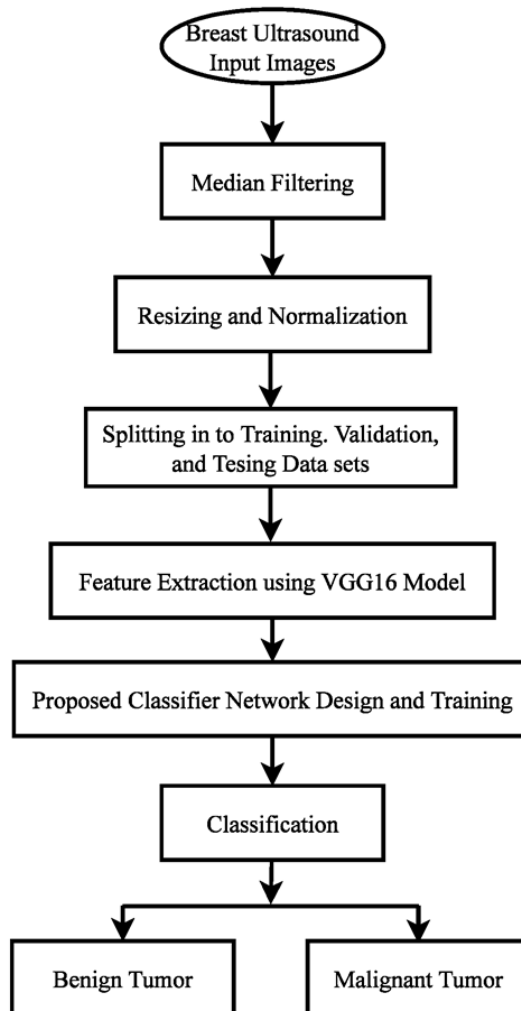 Breast Ultrasound
Input Images
Median Filtering
Resizing and Normalization
Splitting in to Training. Validation,
and Tesing Data sets
Feature Extraction using VGG16 Model
Proposed Classifier Network Design and Training
Classification
Benign Tumor
Malignant Tumor